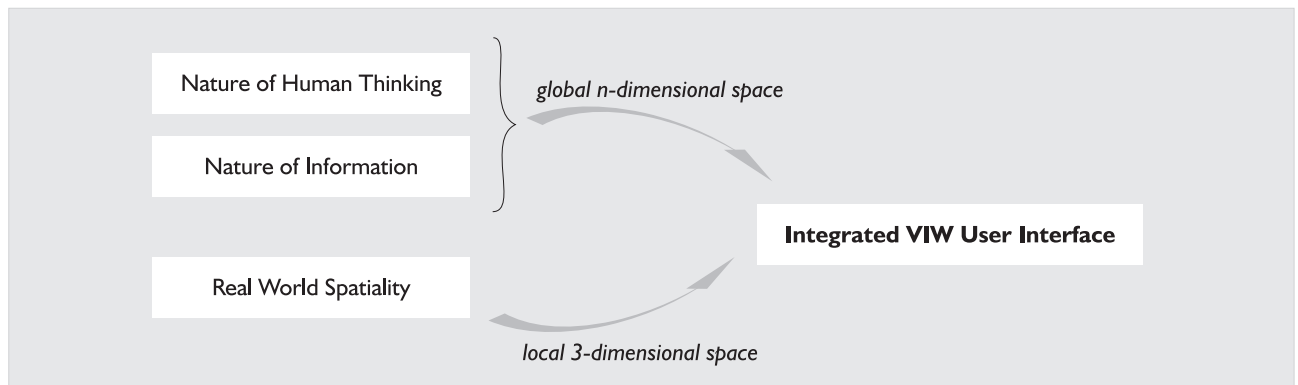 Nature of Human Thinking
global n-dimensional space
Nature of Information
Integrated VIW User Interface
Real World Spatiality
local 3-dimensional space